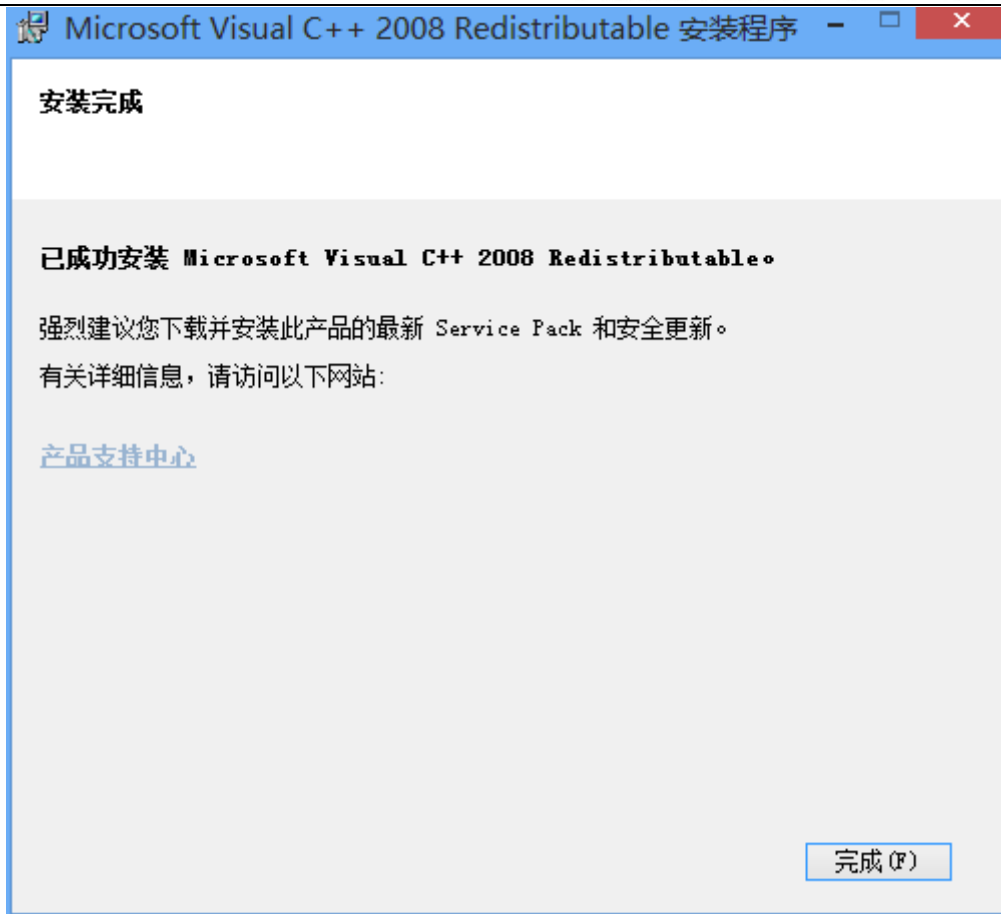 Microsoft Visual C++ 2008 Redistributable 安装程序
安装完成
已成功安装 Microsoft Visual C++ 2008 Redistributable。
强烈建议您下载并安装此产品的最新 Service Pack 和安全更新。
有关详细信息，请访问以下网站:
产品支持中心
完成(F)